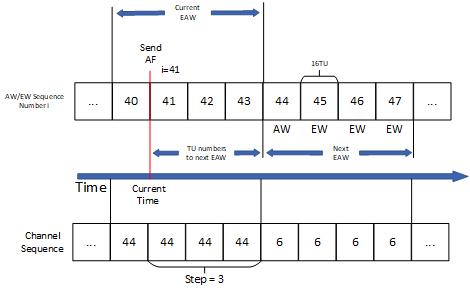 Current
EAW
Send
AF
i=41
16TU
AW/EW Sequence
Number i
... 40 41 42 43 44 45 46 47 ...
AW EW EW EW
TU numbers
to next EAW
Next
EAW
Time
Current
Time
Channel
Sequence
... 44 44 44 44 6 6 6 6 ...
Step = 3